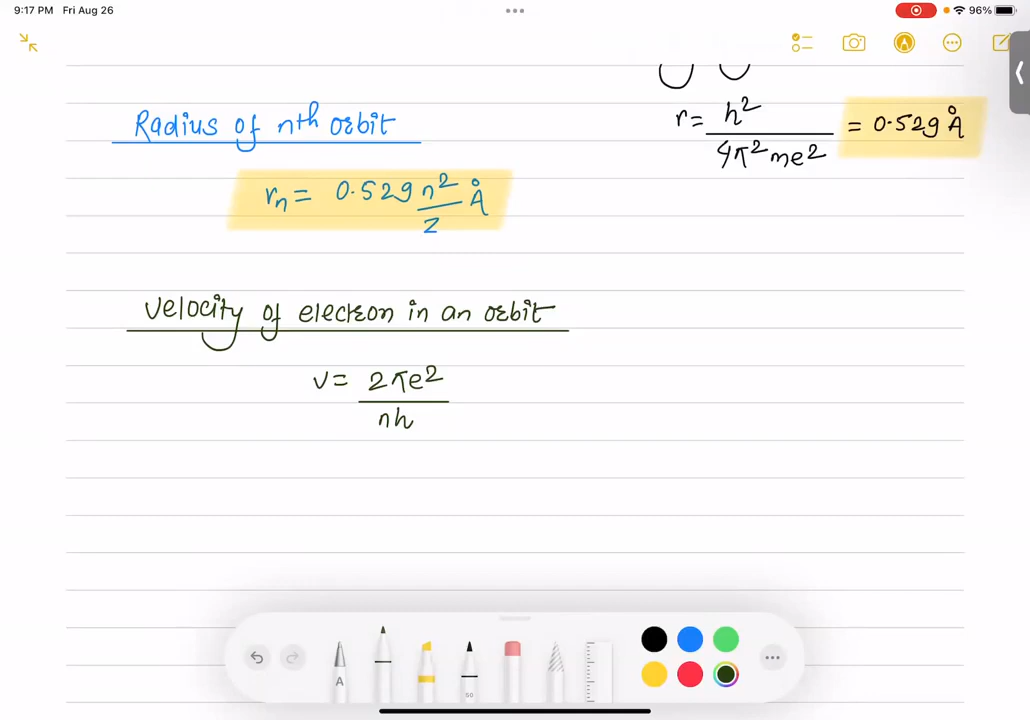 9:17 PM Fri Aug 26
96%
r = h² / 4π²me² = 0.529 Å
Radius of nth orbit
rₙ = 0.529 n²/z Å
Velocity of electron in an orbit
v = 2πe² / nh
A
50